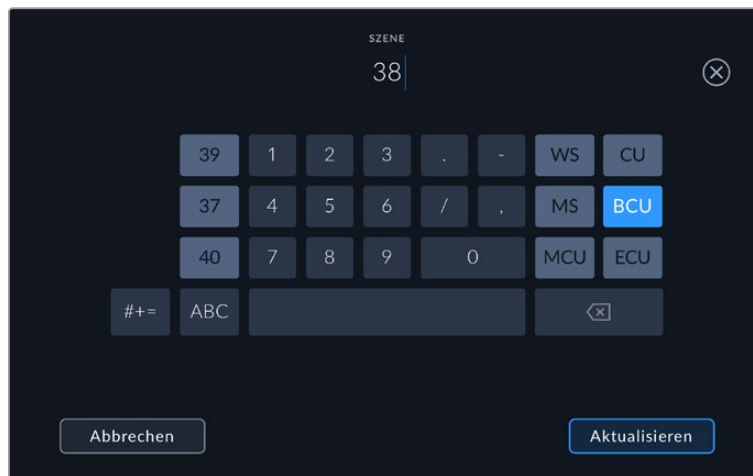 SZENE
38
39 1 2 3 . - WS CU
37 4 5 6 / , MS BCU
40 7 8 9 0 MCU ECU
#+= ABC
Abbrechen Aktualisieren